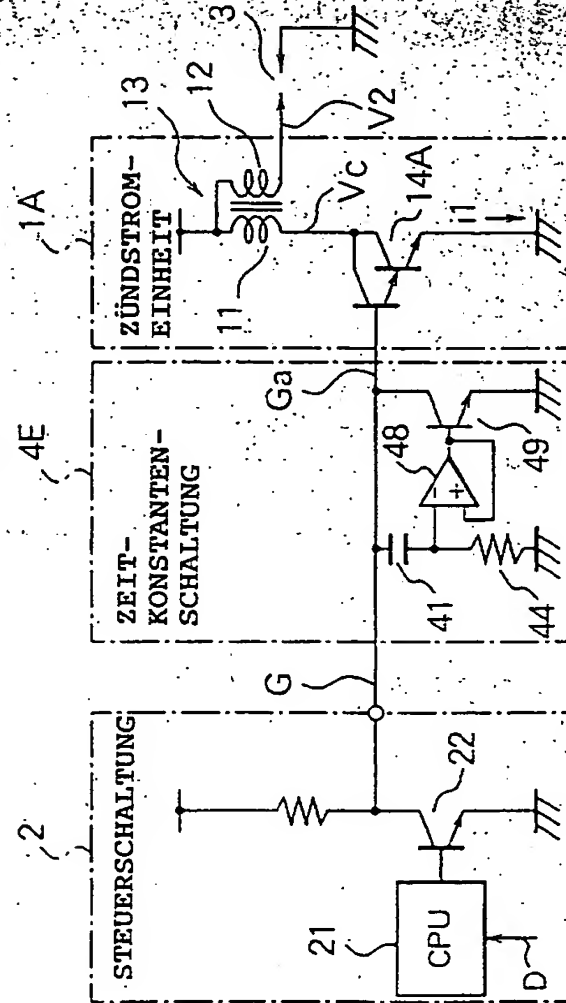 2
STEUERSCHALTUNG
21
CPU
D
22
G
4E
ZEIT-
KONSTANTEN-
SCHALTUNG
Ga
41
44
48
49
-
+
1A
ZÜNDSTROM-
EINHEIT
13
11
12
Vc
14A
i1
V2
3